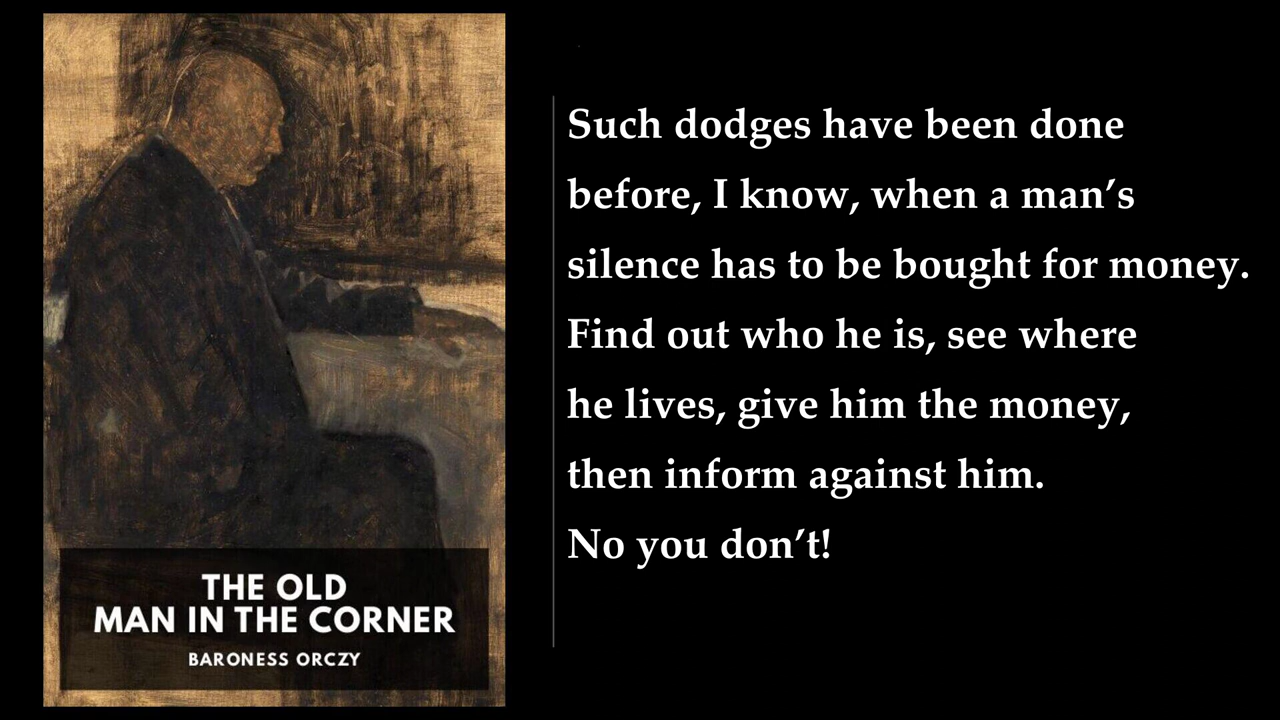 THE OLD
MAN IN THE CORNER
BARONESS ORCZY
Such dodges have been done
before, I know, when a man’s
silence has to be bought for money.
Find out who he is, see where
he lives, give him the money,
then inform against him.
No you don’t!